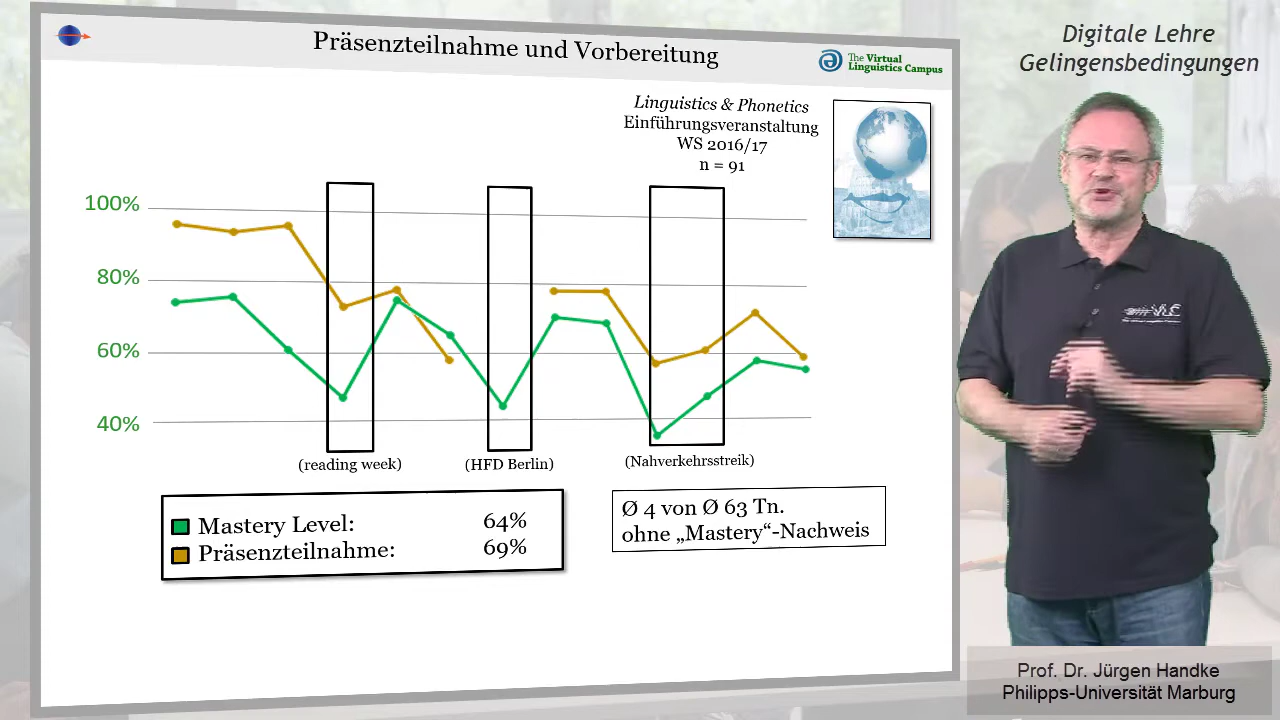 Präsenzteilnahme und Vorbereitung
The Virtual
Linguistics Campus
Digitale Lehre
Gelingensbedingungen
Linguistics & Phonetics
Einführungsveranstaltung
WS 2016/17
n = 91
100%
80%
60%
40%
(reading week)
(HFD Berlin)
(Nahverkehrsstreik)
Mastery Level: 64%
Präsenzteilnahme: 69%
Ø 4 von Ø 63 Tn.
ohne „Mastery“-Nachweis
VLC
Prof. Dr. Jürgen Handke
Philipps-Universität Marburg